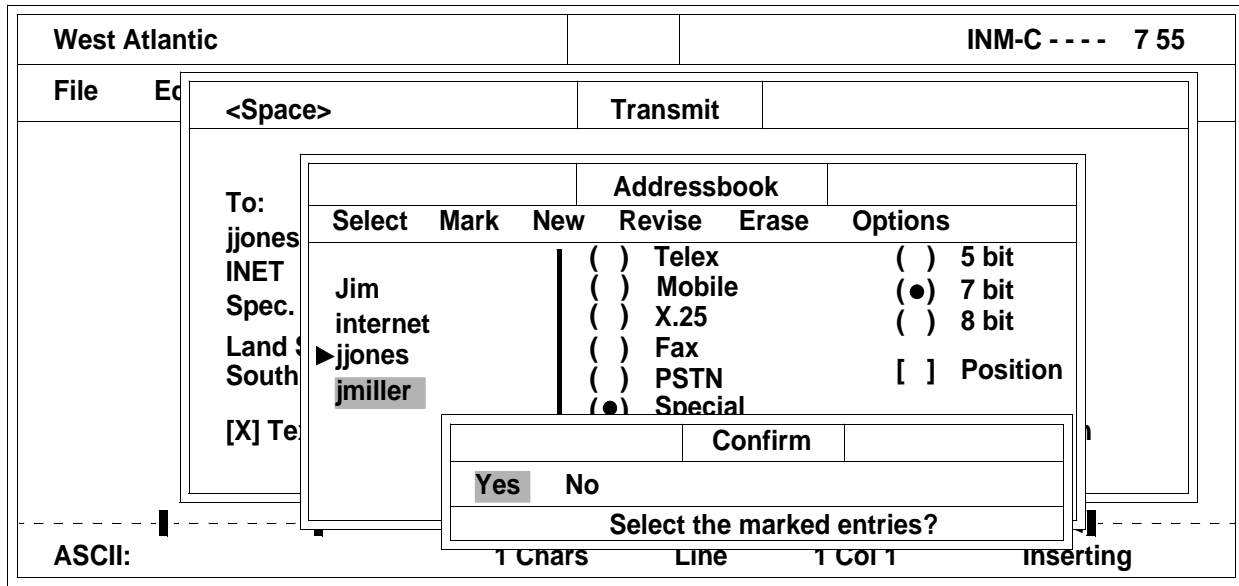 West Atlantic INM-C - - - - 7 55
File
<Space> Transmit
To:
jjones
INET
Spec.
Land
South
[X]
Addressbook
Select Mark New Revise Erase Options
Jim
internet
▶jjones
jmiller
( ) Telex
( ) Mobile
( ) X.25
( ) Fax
( ) PSTN
(●) Special
( ) 5 bit
(●) 7 bit
( ) 8 bit
[ ] Position
Confirm
Yes No
Select the marked entries?
ASCII: 1 Chars Line 1 Col 1 Inserting